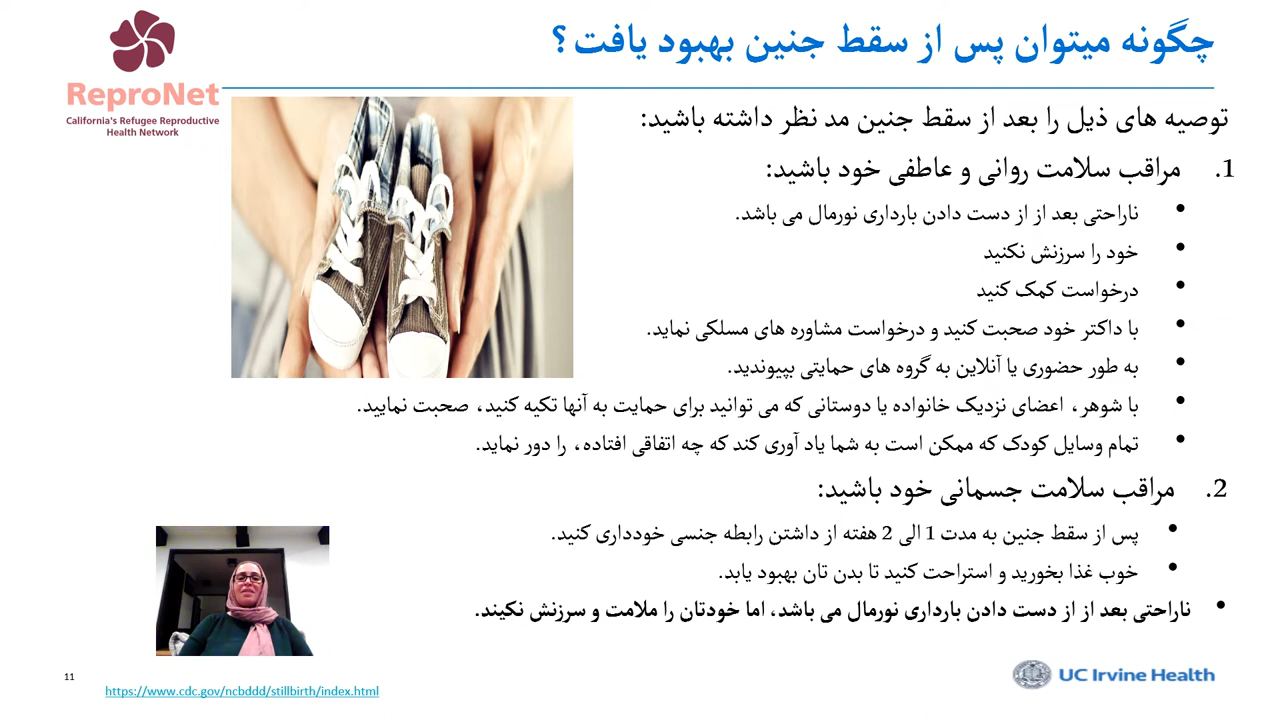 چگونه میتوان پس از سقط جنین بهبود یافت؟
ReproNet
California's Refugee Reproductive
Health Network
توصیه های ذیل را بعد از سقط جنین مد نظر داشته باشید:
1. مراقب سلامت روانی و عاطفی خود باشید:
• ناراحتی بعد از از دست دادن بارداری نورمال می باشد.
• خود را سرزنش نکنید
• درخواست کمک کنید
• با داکتر خود صحبت کنید و درخواست مشاوره های مسلکی نماید.
• به طور حضوری یا آنلاین به گروه های حمایتی بپیوندید.
• با شوهر، اعضای نزدیک خانواده یا دوستانی که می توانید برای حمایت به آنها تکیه کنید، صحبت نمایید.
• تمام وسایل کودک که ممکن است به شما یاد آوری کند که چه اتفاقی افتاده، را دور نماید.
2. مراقب سلامت جسمانی خود باشید:
• پس از سقط جنین به مدت 1 الی 2 هفته از داشتن رابطه جنسی خودداری کنید.
• خوب غذا بخورید و استراحت کنید تا بدن تان بهبود یابد.
• ناراحتی بعد از از دست دادن بارداری نورمال می باشد، اما خودتان را ملامت و سرزنش نکیند.
11
https://www.cdc.gov/ncbddd/stillbirth/index.html
UC Irvine Health